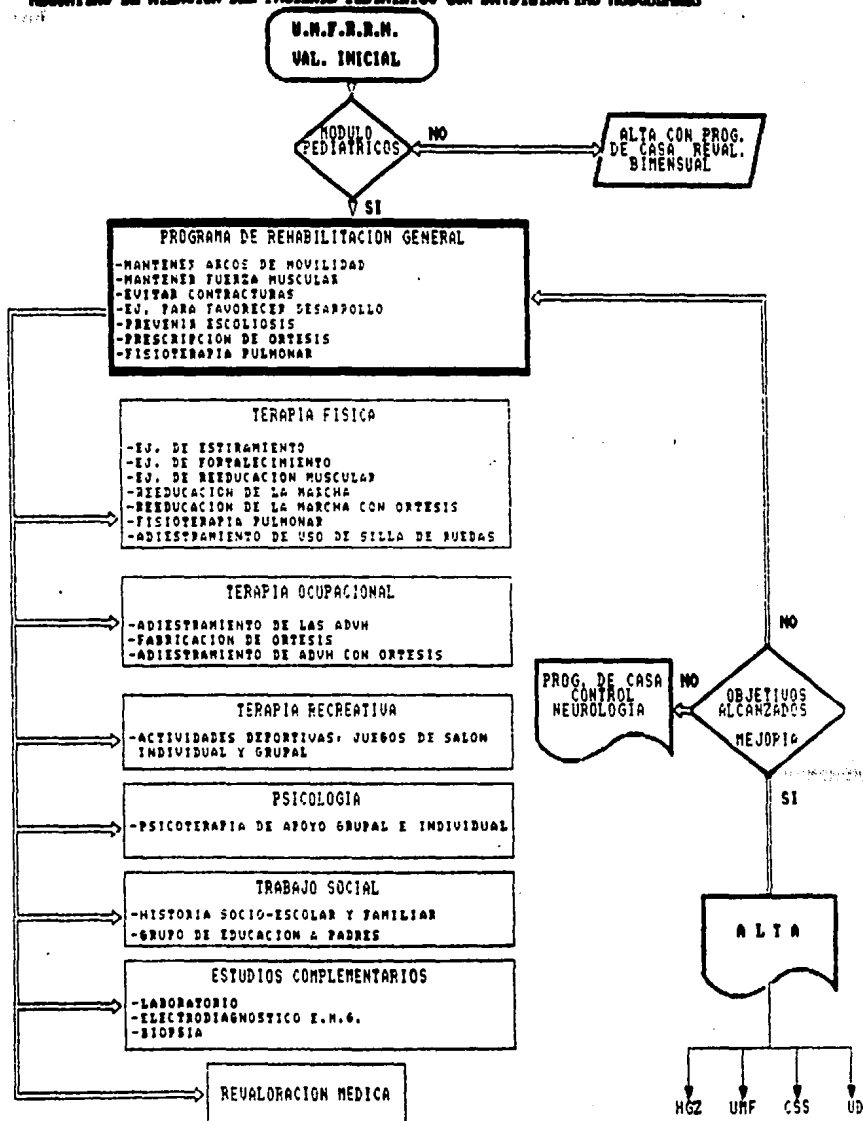 U.M.F.R.R.M.
VAL. INICIAL
MODULO
PEDIATRICOS
NO
ALTA CON PROG.
DE CASA REVAL.
BIMENSUAL
SI
PROGRAMA DE REHABILITACION GENERAL
-MANTENER ARCOS DE MOVILIDAD
-MANTENER FUERZA MUSCULAR
-EVITAR CONTRACTURAS
-EJ. PARA FAVORECER DESARROLLO
-PREVENIR ESCOLIOSIS
-PRESCRIPCION DE ORTESIS
-FISIOTERAPIA PULMONAR
TERAPIA FISICA
-EJ. DE ESTIRAMIENTO
-EJ. DE FORTALECIMIENTO
-EJ. DE REEDUCACION MUSCULAR
-REEDUCACION DE LA MARCHA
-REEDUCACION DE LA MARCHA CON ORTESIS
-FISIOTERAPIA PULMONAR
-ADIESTRAMIENTO DE USO DE SILLA DE RUEDAS
TERAPIA OCUPACIONAL
-ADIESTRAMIENTO DE LAS ADVH
-FABRICACION DE ORTESIS
-ADIESTRAMIENTO DE ADVH CON ORTESIS
NO
PROG. DE CASA
CONTROL
NEUROLOGIA
NO
OBJETIVOS
ALCANZADOS
MEJORIA
TERAPIA RECREATIVA
-ACTIVIDADES DEPORTIVAS, JUEGOS DE SALON
INDIVIDUAL Y GRUPAL
SI
PSICOLOGIA
-PSICOTERAPIA DE APOYO GRUPAL E INDIVIDUAL
TRABAJO SOCIAL
-HISTORIA SOCIO-ESCOLAR Y FAMILIAR
-GRUPO DE EDUCACION A PADRES
A L T A
ESTUDIOS COMPLEMENTARIOS
-LABORATORIO
-ELECTRODIAGNOSTICO E.M.G.
-BIOPSIA
REVALORACION MEDICA
HGZ UMF CSS UD